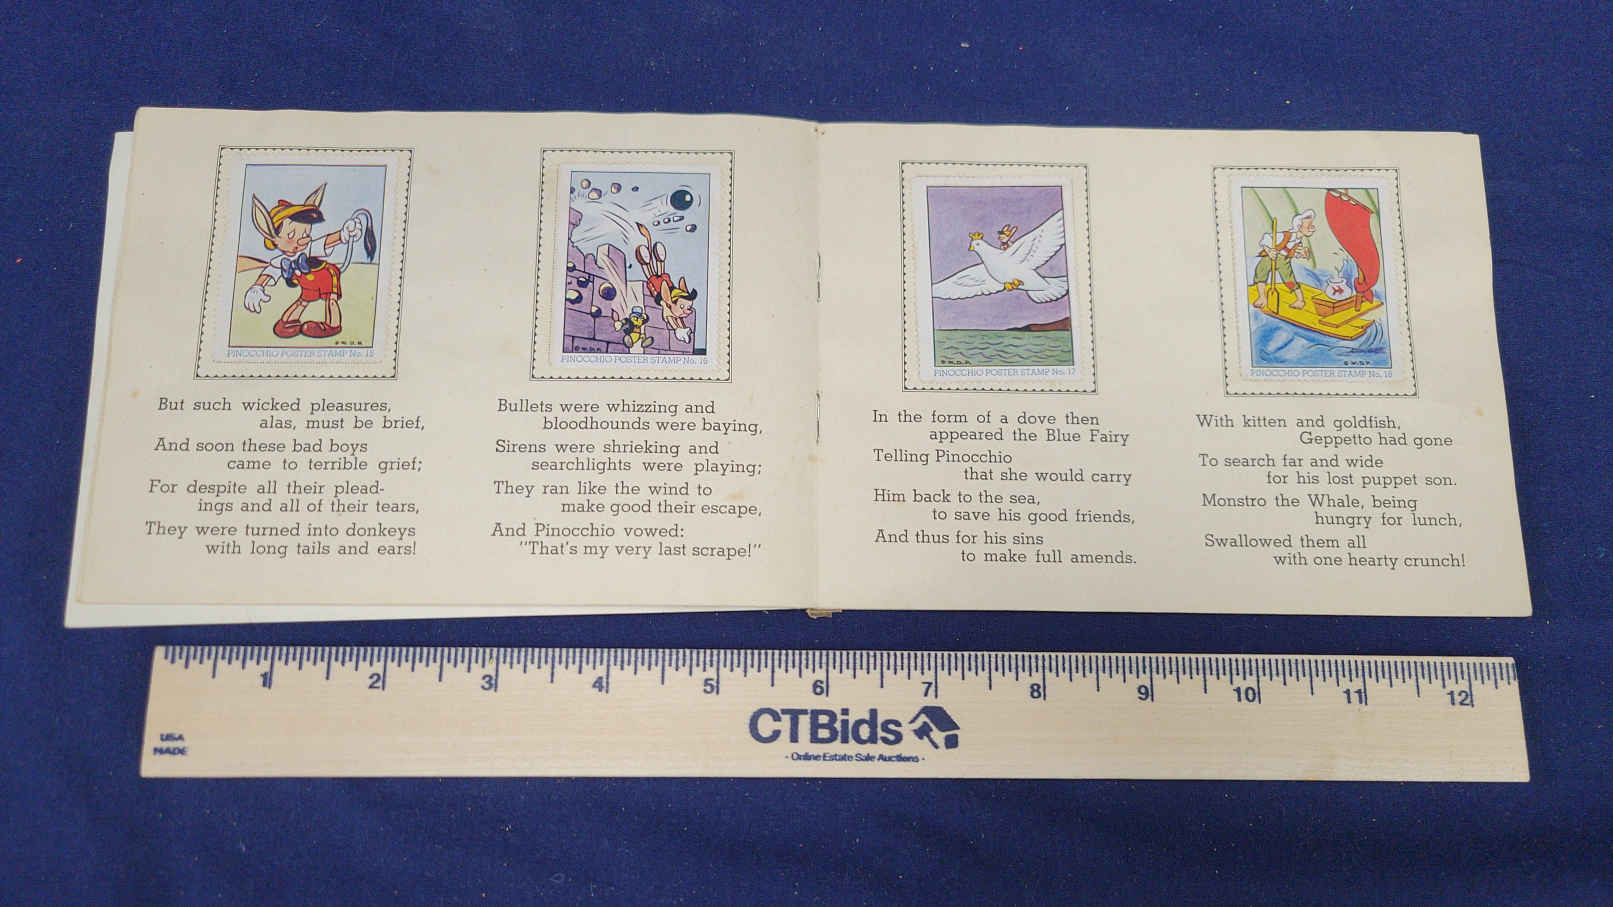 © W. D. P.
PINOCCHIO POSTER STAMP No. 15
But such wicked pleasures,
alas, must be brief,
And soon these bad boys
came to terrible grief;
For despite all their plead-
ings and all of their tears,
They were turned into donkeys
with long tails and ears!
© W. D. P.
PINOCCHIO POSTER STAMP No. 16
Bullets were whizzing and
bloodhounds were baying,
Sirens were shrieking and
searchlights were playing;
They ran like the wind to
make good their escape,
And Pinocchio vowed:
"That's my very last scrape!"
© W. D. P.
PINOCCHIO POSTER STAMP No. 17
In the form of a dove then
appeared the Blue Fairy
Telling Pinocchio
that she would carry
Him back to the sea,
to save his good friends,
And thus for his sins
to make full amends.
© W. D. P.
PINOCCHIO POSTER STAMP No. 18
With kitten and goldfish,
Geppetto had gone
To search far and wide
for his lost puppet son.
Monstro the Whale, being
hungry for lunch,
Swallowed them all
with one hearty crunch!
1 2 3 4 5 6 7 8 9 10 11 12
CTBids
- Online Estate Sale Auctions -
USA
MADE